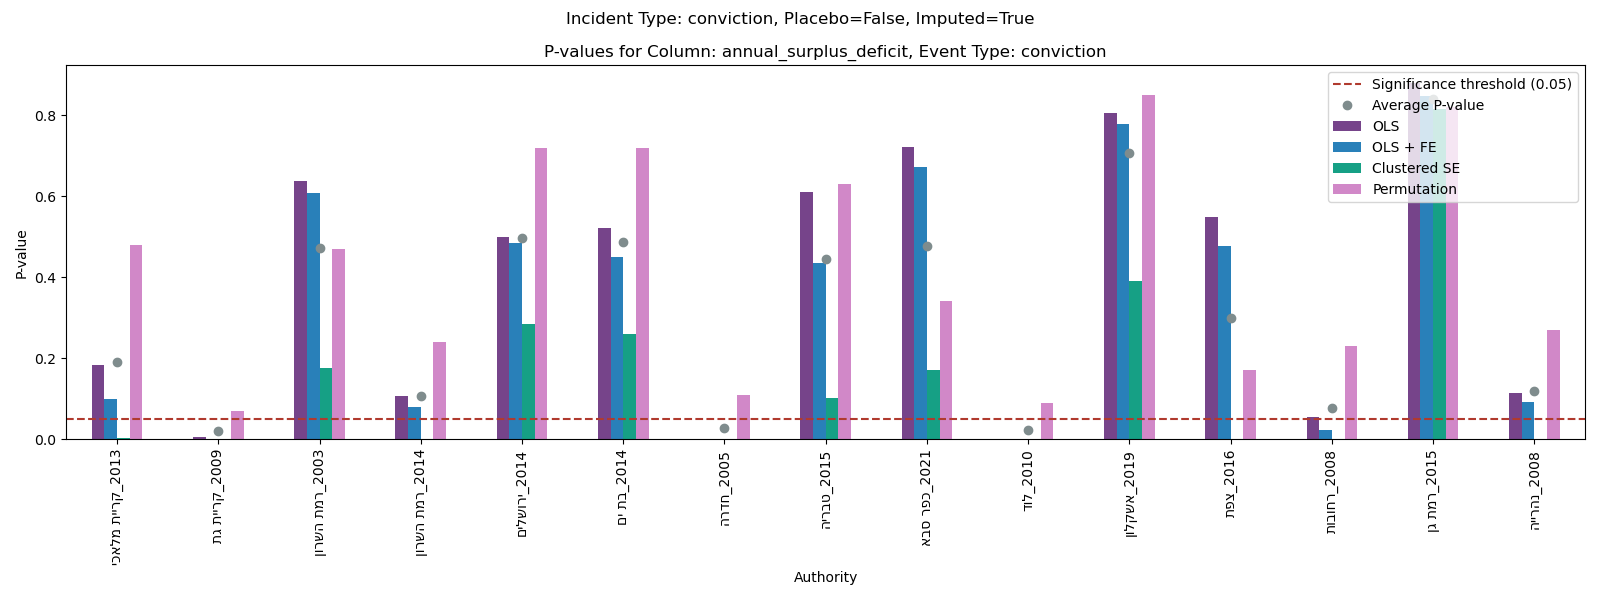 Incident Type: conviction, Placebo=False, Imputed=True
P-values for Column: annual_surplus_deficit, Event Type: conviction
Significance threshold (0.05)
Average P-value
OLS
OLS + FE
Clustered SE
Permutation
P-value
0.8
0.6
0.4
0.2
0.0
קריית מלאכי_2013
קריית גת_2009
רמת השרון_2003
רמת השרון_2014
ירושלים_2014
בת ים_2014
חדרה_2005
טבריה_2015
כפר סבא_2021
לוד_2010
אשקלון_2019
צפת_2016
רחובות_2008
רמת גן_2015
נהרייה_2008
Authority